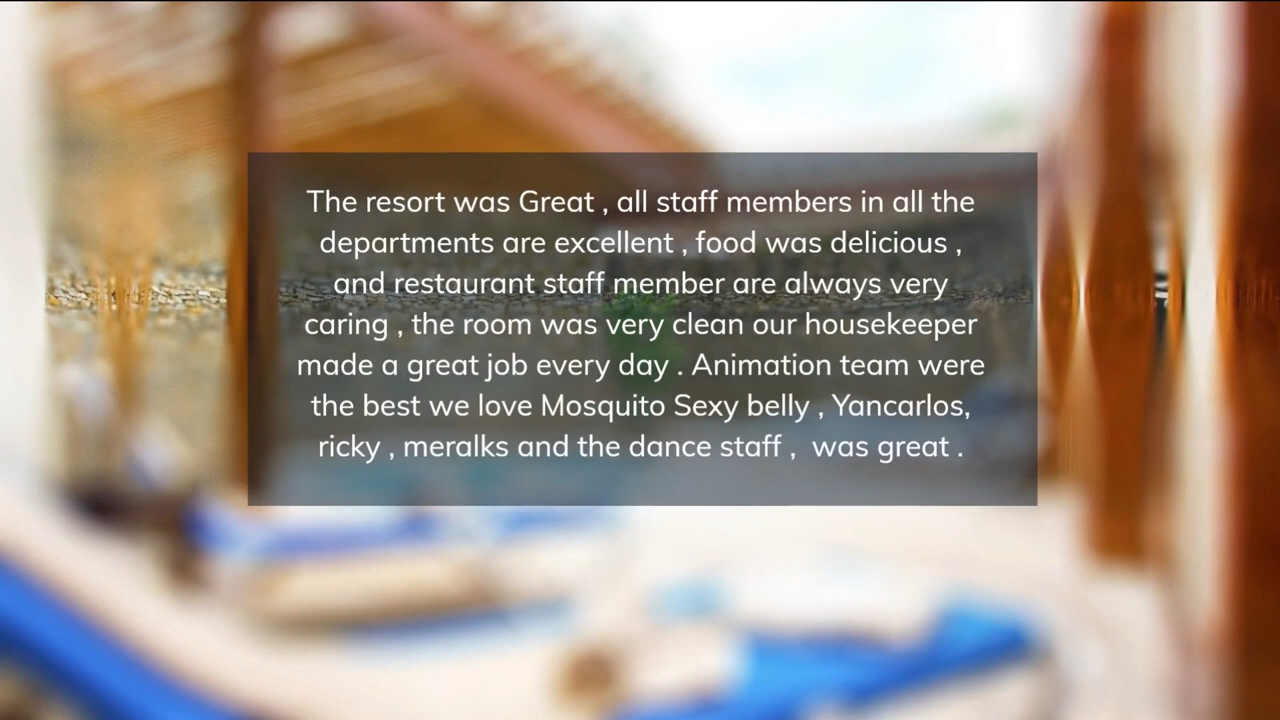 The resort was Great , all staff members in all the
departments are excellent , food was delicious ,
and restaurant staff member are always very
caring , the room was very clean our housekeeper
made a great job every day . Animation team were
the best we love Mosquito Sexy belly , Yancarlos,
ricky , meralks and the dance staff ,  was great .